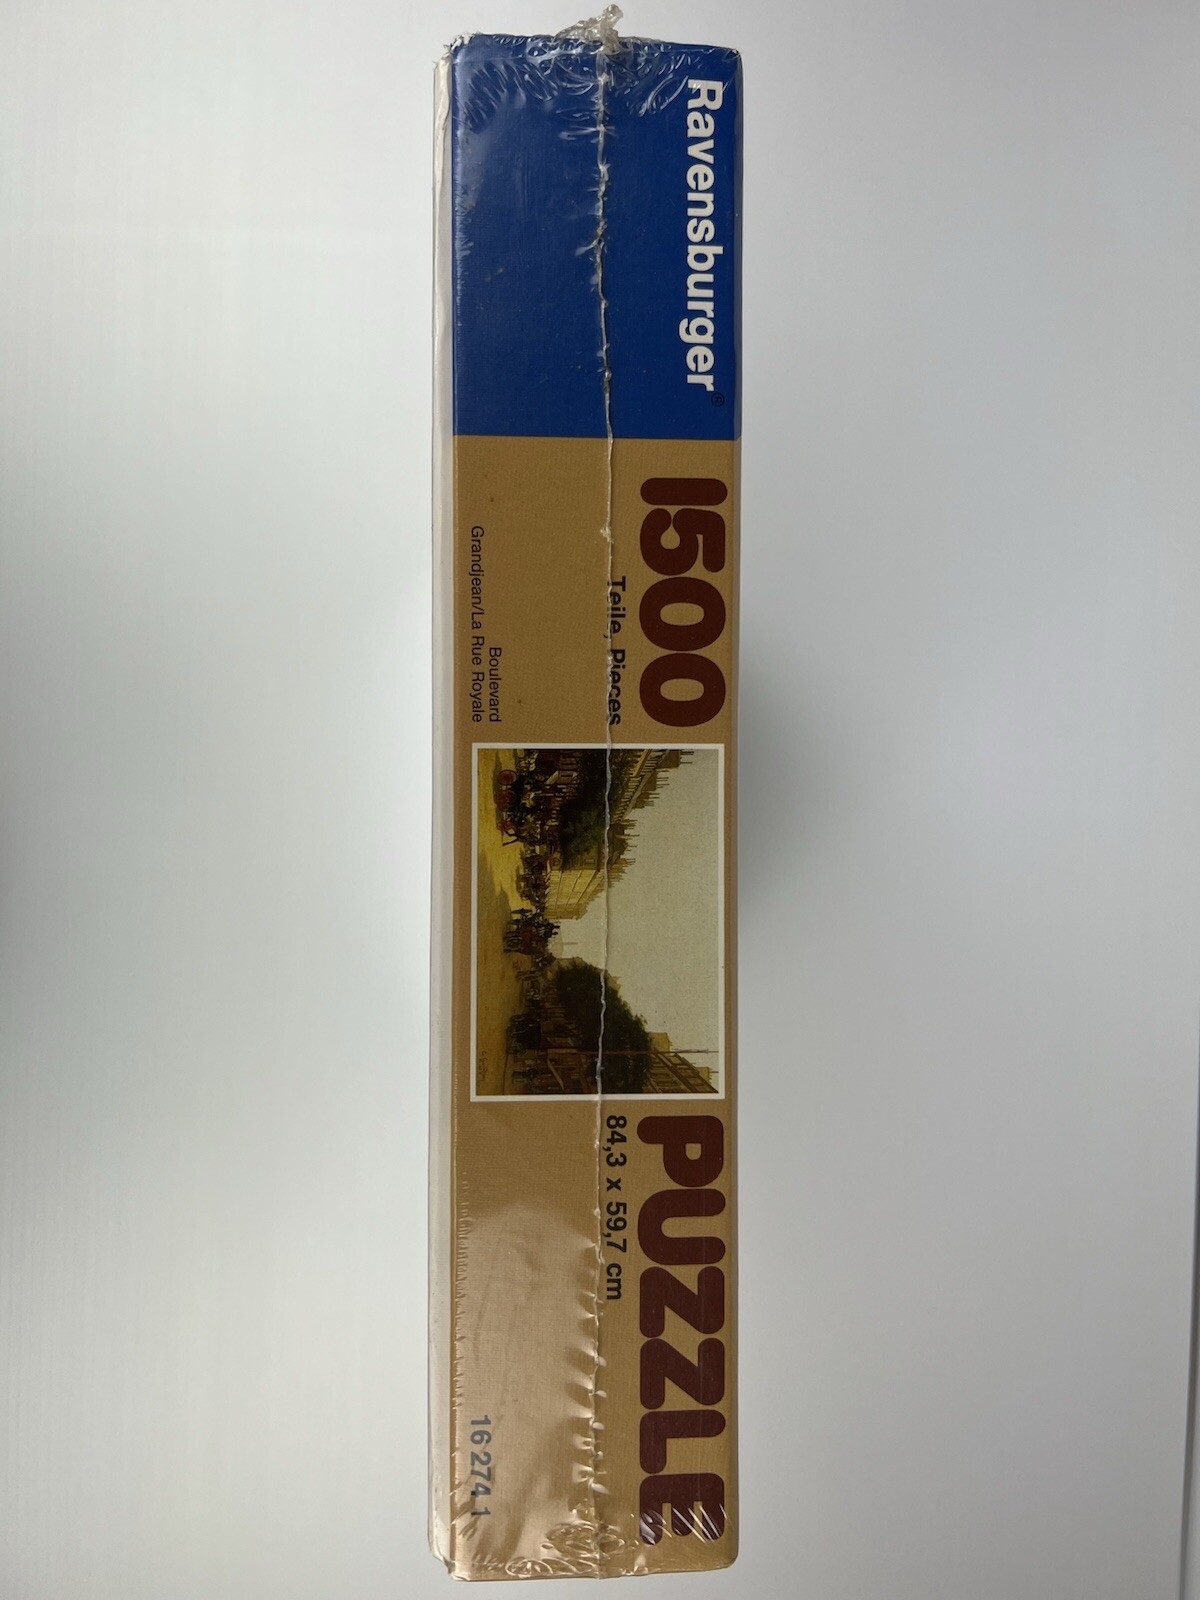 Ravensburger®
1500
Teile, Pieces
Boulevard
Grandjean/La Rue Royale
PUZZLE
84,3 x 59,7 cm
16 274 1